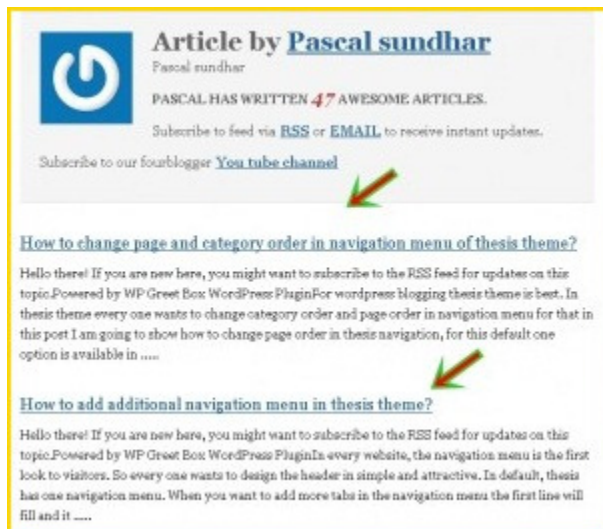 Article by Pascal sundhar
Pascal sundhar
PASCAL HAS WRITTEN 47 AWESOME ARTICLES.
Subscribe to feed via RSS or EMAIL to receive instant updates.
Subscribe to our fourblogger You tube channel
How to change page and category order in navigation menu of thesis theme?
Hello there! If you are new here, you might want to subscribe to the RSS feed for updates on this
topic.Powered by WP Greet Box WordPress PluginFor wordpress blogging thesis theme is best. In
thesis theme every one wants to change category order and page order in navigation menu for that in
this post I am going to show how to change page order in thesis navigation, for this default one
option is available in .....
How to add additional navigation menu in thesis theme?
Hello there! If you are new here, you might want to subscribe to the RSS feed for updates on this
topic.Powered by WP Greet Box WordPress PluginIn every website, the navigation menu is the first
look to visitors. So every one wants to design the header in simple and attractive. In default, thesis
has one navigation menu. When you want to add more tabs in the navigation menu the first line will
fill and it .....